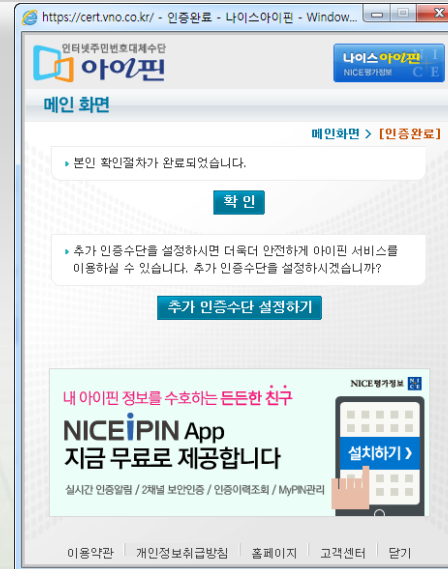 https://cert.vno.co.kr/ - 인증완료 - 나이스아이핀 - Window...
인터넷주민번호대체수단
아이핀
나이스 아이핀
NICE평가정보
NICE
메인 화면
메인화면 > [인증완료]
본인 확인절차가 완료되었습니다.
확 인
추가 인증수단을 설정하시면 더욱더 안전하게 아이핀 서비스를
이용하실 수 있습니다. 추가 인증수단을 설정하시겠습니까?
추가 인증수단 설정하기
NICE평가정보 NICE
내 아이핀 정보를 수호하는 든든한 친구
NICEiPIN App
지금 무료로 제공합니다
설치하기 >
실시간 인증알림 / 2채널 보안인증 / 인증이력조회 / MyPIN관리
이용약관 개인정보취급방침 홈페이지 고객센터 닫기